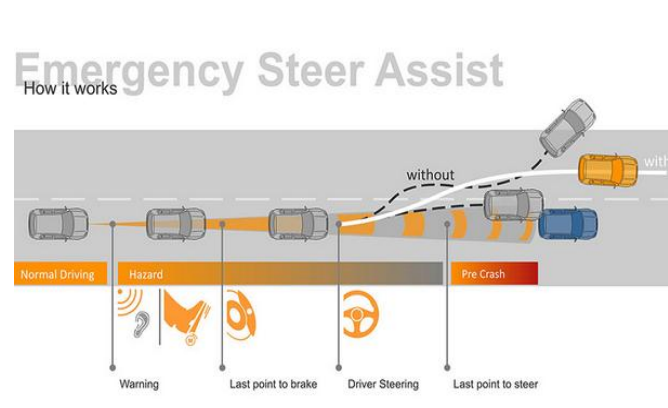 Emergency Steer Assist
How it works
without
with
Normal Driving
Hazard
Pre Crash
Warning
Last point to brake
Driver Steering
Last point to steer